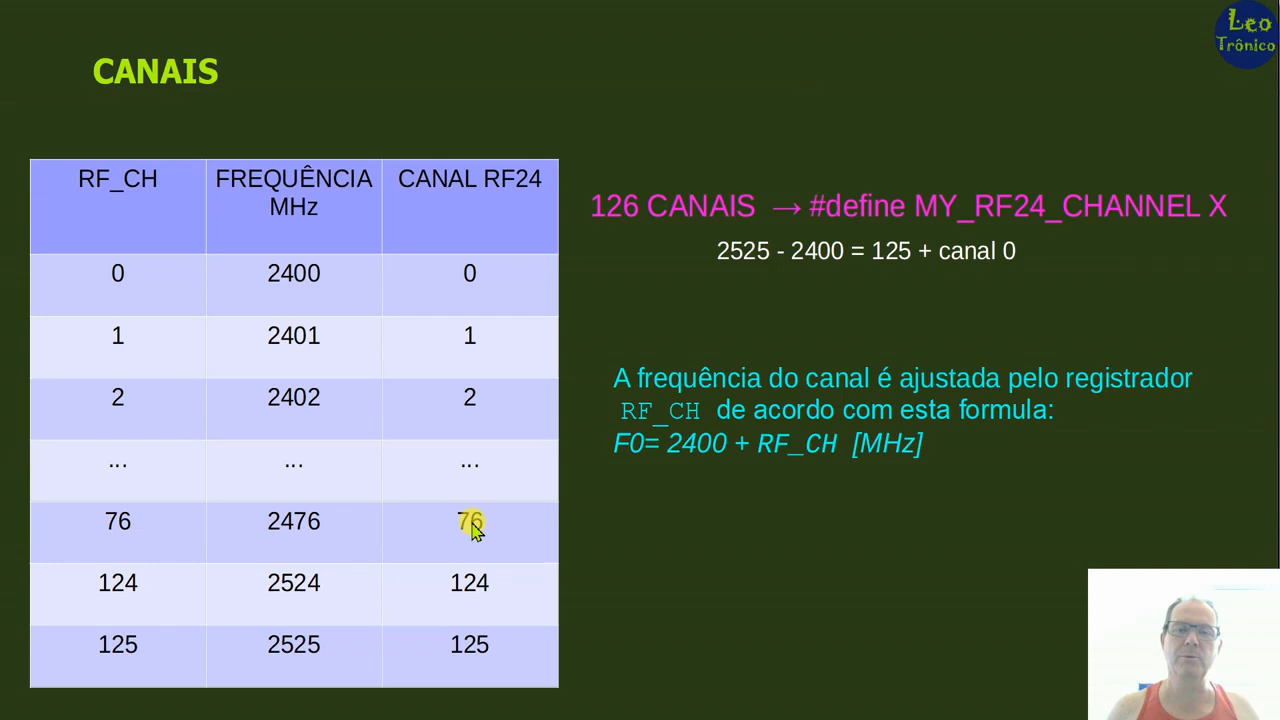 Leo
Trônico
CANAIS
RF_CH FREQUÊNCIA MHz CANAL RF24
0 2400 0
1 2401 1
2 2402 2
... ... ...
76 2476 76
124 2524 124
125 2525 125
126 CANAIS → #define MY_RF24_CHANNEL X
2525 - 2400 = 125 + canal 0
A frequência do canal é ajustada pelo registrador
RF_CH de acordo com esta formula:
F0= 2400 + RF_CH [MHz]